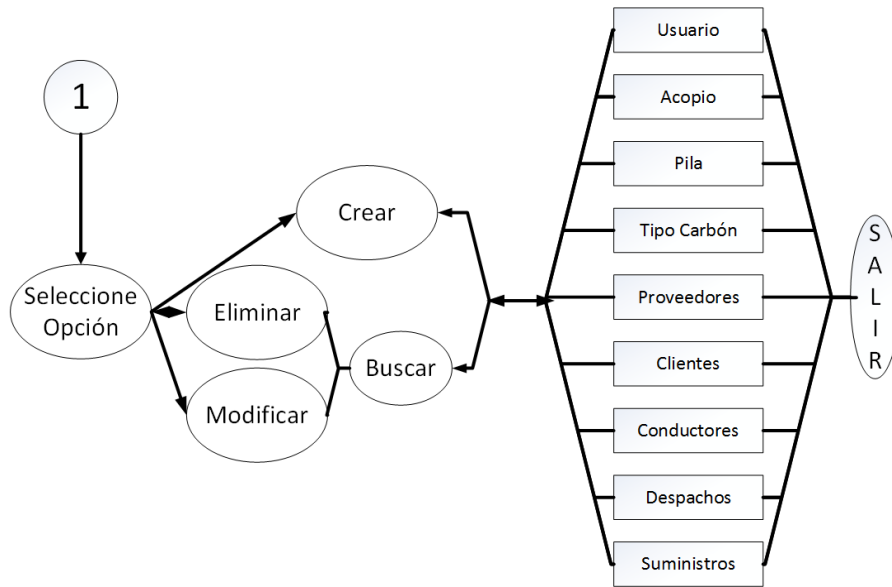 1
Seleccione
Opción
Crear
Eliminar
Modificar
Buscar
Usuario
Acopio
Pila
Tipo Carbón
Proveedores
Clientes
Conductores
Despachos
Suministros
S
A
L
I
R